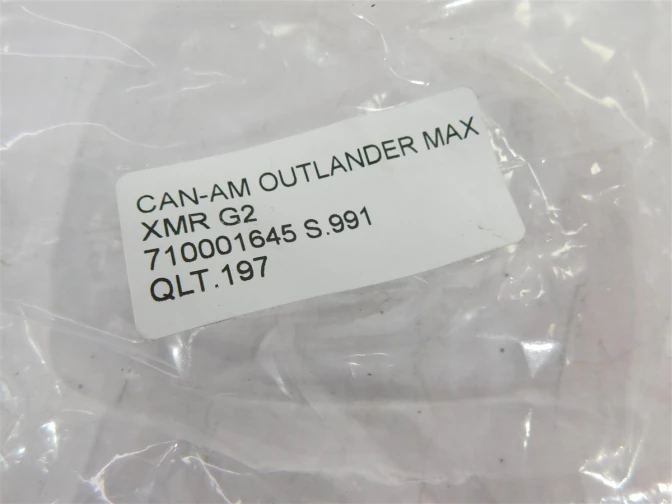 CAN-AM OUTLANDER MAX
XMR G2
710001645 S.991
QLT.197